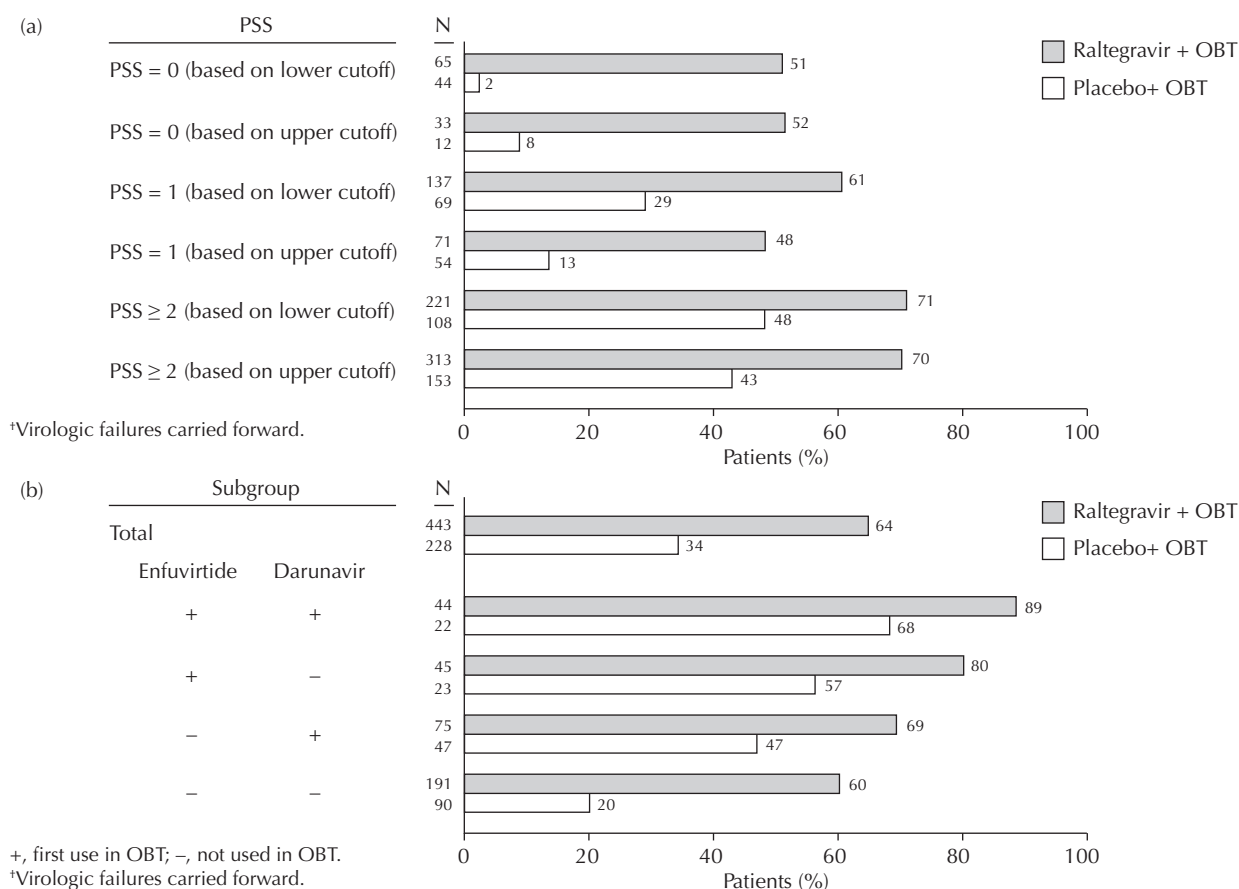 (a) PSS N
Raltegravir + OBT
Placebo+ OBT
PSS = 0 (based on lower cutoff) 65 51
44 2
PSS = 0 (based on upper cutoff) 33 52
12 8
PSS = 1 (based on lower cutoff) 137 61
69 29
PSS = 1 (based on upper cutoff) 71 48
54 13
PSS ≥ 2 (based on lower cutoff) 221 71
108 48
PSS ≥ 2 (based on upper cutoff) 313 70
153 43
†Virologic failures carried forward.
0 20 40 60 80 100
Patients (%)
(b) Subgroup N
Raltegravir + OBT
Placebo+ OBT
Total 443 64
228 34
Enfuvirtide Darunavir
+ + 44 89
22 68
+ – 45 80
23 57
– + 75 69
47 47
– – 191 60
90 20
+, first use in OBT; –, not used in OBT.
†Virologic failures carried forward.
0 20 40 60 80 100
Patients (%)